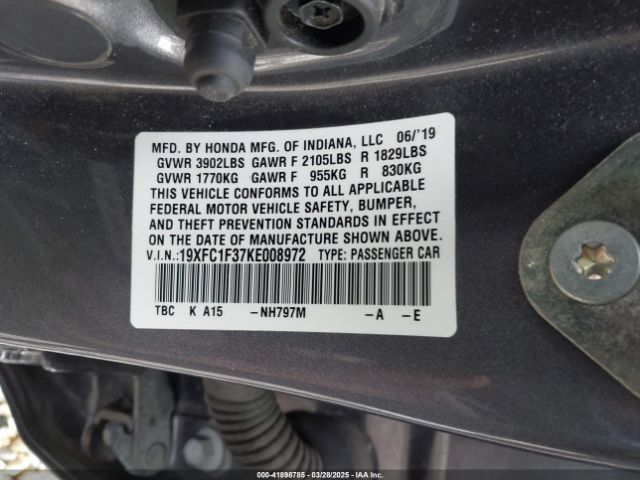 MFD. BY HONDA MFG. OF INDIANA, LLC 06/'19
GVWR 3902LBS GAWR F 2105LBS R 1829LBS
GVWR 1770KG GAWR F 955KG R 830KG
THIS VEHICLE CONFORMS TO ALL APPLICABLE
FEDERAL MOTOR VEHICLE SAFETY, BUMPER,
AND THEFT PREVENTION STANDARDS IN EFFECT
ON THE DATE OF MANUFACTURE SHOWN ABOVE.
V.I.N.:19XFC1F37KE008972 TYPE: PASSENGER CAR
TBC K A15 -NH797M -A -E
000-41898785 - 03/28/2025 - IAAI.COM